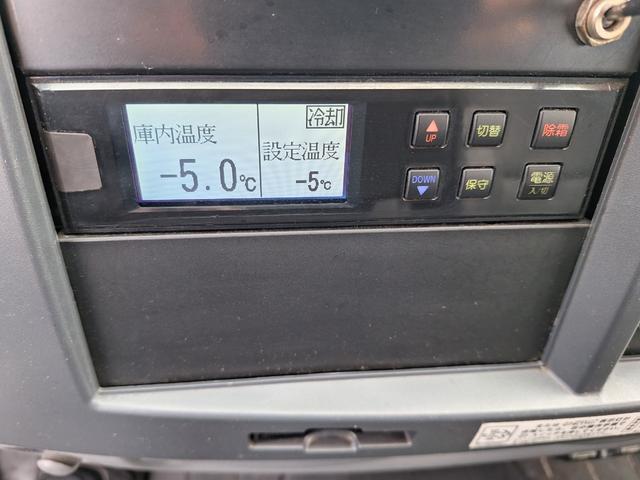 庫内温度
-5.0℃
冷却
設定温度
-5℃
UP
切替
除霜
DOWN
保守
電源
入/切